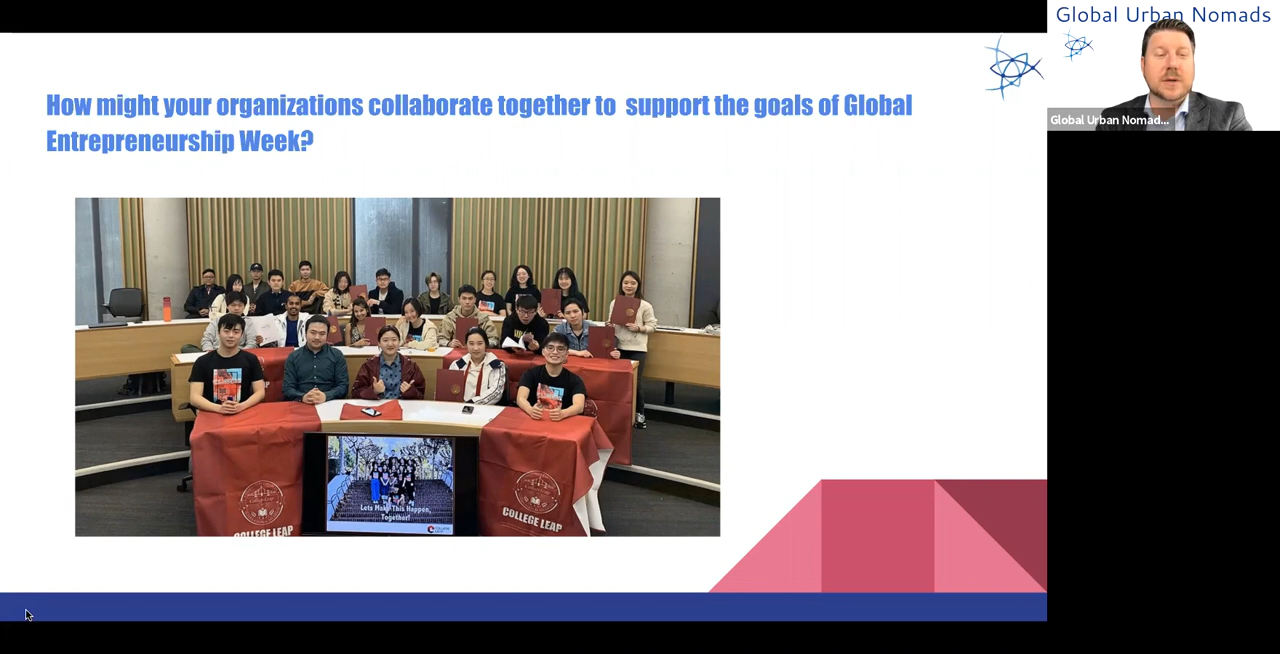 Global Urban Nomads
How might your organizations collaborate together to support the goals of Global
Entrepreneurship Week?
Global Urban Nomad...
Lets Make This Happen,
Together!
COLLEGE LEAP
COLLEGE LEAP